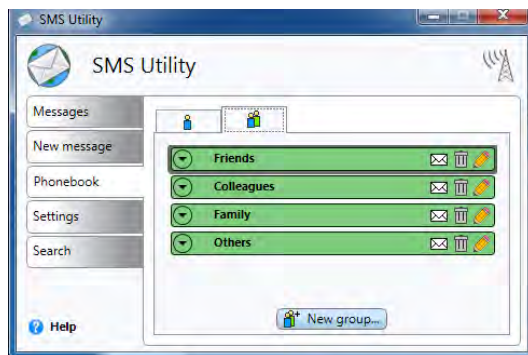 SMS Utility
SMS Utility
Messages
New message
Phonebook
Settings
Search
Help
Friends
Colleagues
Family
Others
New group...